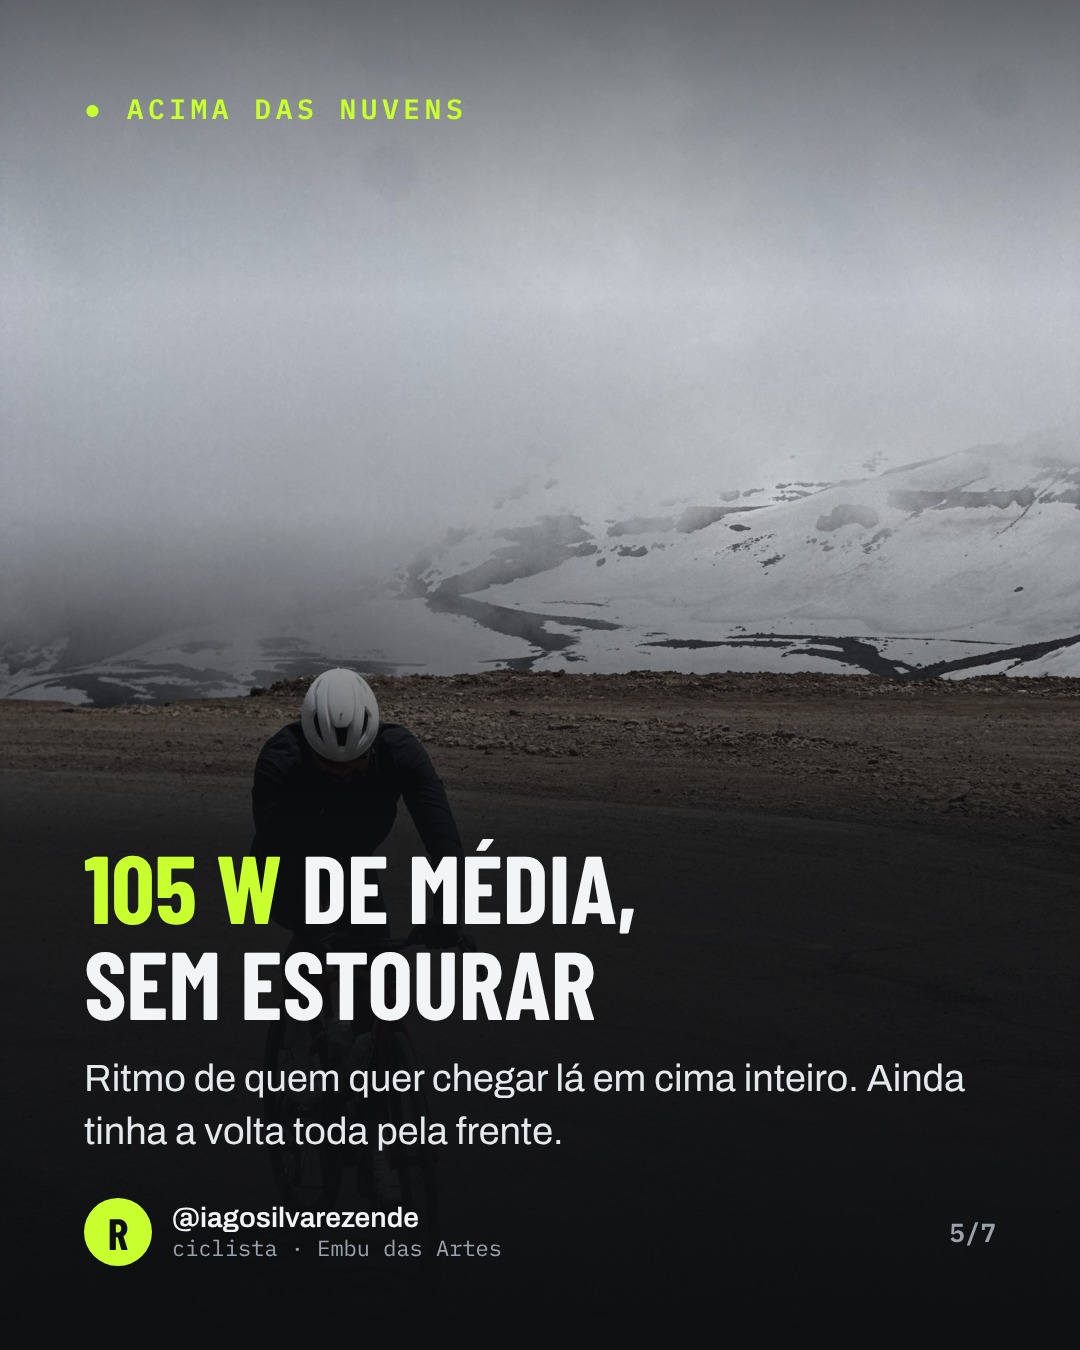 • ACIMA DAS NUVENS
105 W DE MÉDIA,
SEM ESTOURAR
Ritmo de quem quer chegar lá em cima inteiro. Ainda
tinha a volta toda pela frente.
R
@iagosilvarezende
ciclista · Embu das Artes
5/7